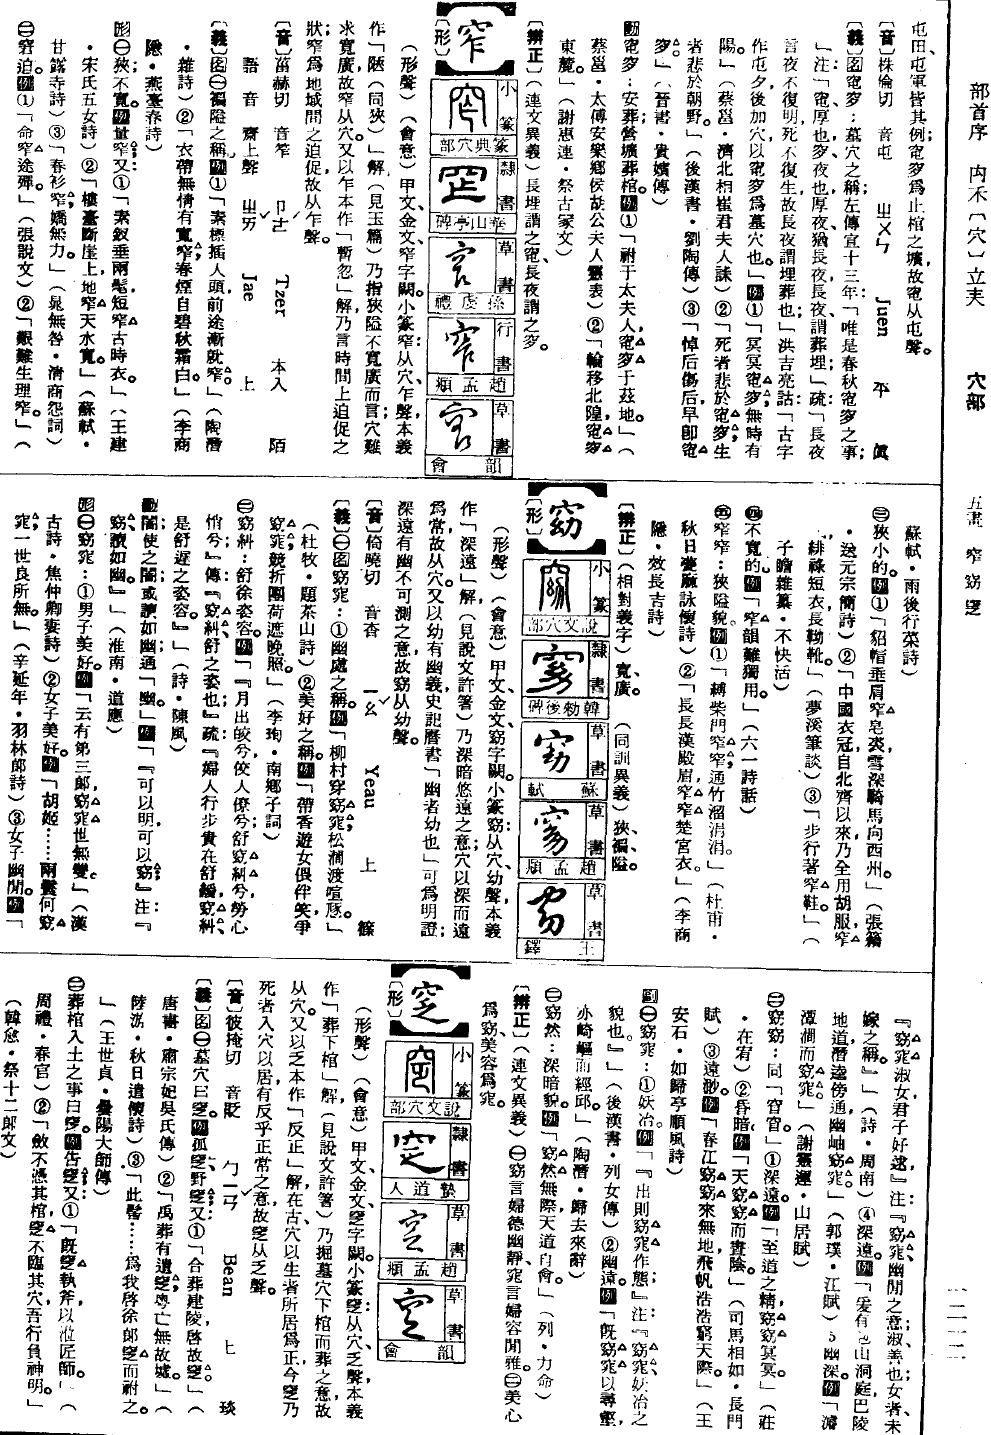 部首序　内禾〔穴〕立夫　穴部　五畫　窄窈窆　一二一二
屯田、屯軍皆其例；窀穸爲止棺之壙，故窀从屯聲。
〔音〕株倫切　音屯　ㄓㄨㄣ　Juen　平　眞
〔義〕名窀穸：墓穴之稱，左傳宣十三年：「唯是春秋窀穸之事；
」注：「窀厚也，穸夜也，厚夜猶長夜，長夜謂葬埋；」疏：「長夜
言夜不復明，死不復生，故長夜謂埋葬也；」洪吉亮詁：「古字
作屯夕，後加穴，以窀穸爲墓穴也。」例①「冥冥窀穸，無時有
陽。」（蔡邕・濟北相崔君夫人誄）②「死者悲於窀穸，生
者悲於朝野。」（後漢書・劉陶傳）③「悼后傷后，早卽窀
穸。」（晉書・貴嬪傳）
動窀穸：安葬、營壙、葬棺。例①「祔于太夫人，窀穸于茲地。」（
蔡邕・太傅安樂鄉侯胡公夫人靈表）②「輪移北隍，窀穸
東麓。」（謝惠連・祭古冢文）
〔辨正〕（連文異義）長埋謂之窀，長夜謂之穸。
窄
〔形〕
小篆　篆典穴部
隸書　華山亭碑
草書　孫虔禮
行書　趙孟頫
草書　韻會
（形聲）（會意）甲文、金文窄字闕。小篆窄：从穴、乍聲，本義
作「陋（同狹）」解（見玉篇），乃指狹隘不寬廣而言；穴難
求寬廣，故窄从穴。又以乍本作「暫忽」解，乃言時間上迫促之
狀，窄爲地域間之迫促，故从乍聲。
〔音〕葘赫切　音笮　ㄗㄜˊ　Tzer　本入　陌
語音　齋上聲　ㄓㄞˇ　Jae　上
〔義〕名㊀褊隘之稱。例①「素標插人頭，前途漸就窄。」（陶潛
・雜詩）②「衣帶無情有寬窄，春煙自碧秋霜白。」（李商
隱・燕臺春詩）
形㊀狹；不寬。例「量窄」又：①「素釵垂兩髦，短窄古時衣。」（王建
・宋氏五女詩）②「樓臺斷崖上，地窄天水寬。」（蘇軾・
甘露寺詩）③「春衫窄，嬌無力。」（晁無咎・清商怨詞）
㊁窘迫。例①「命窄途殫。」（張說文）②「艱難生理窄。」（
蘇軾・雨後行菜詩）
㊂狹小的。例①「貂帽垂肩窄皂裘，雪深騎馬向西州。」（張籍
・送元宗簡詩）②「中國衣冠自北齊以來，乃全用胡服，窄
緋綠短衣，長靿靴。」（夢溪筆談）③「步行著窄鞋。」（
子瞻雜纂・不快活）
㊃不寬的。例「窄韻難獨用。」（六一詩話）
㊄窄窄：狹隘貌。例①「縛柴門窄窄，通竹溜涓涓。」（杜甫・
秋日夔府詠懷詩）②「長長漢殿眉，窄窄楚宮衣。」（李商
隱・效長吉詩）
〔辨正〕（相對義字）寬、廣。（同訓異義）狹、褊、隘。
窈
〔形〕
小篆　說文穴部
隸書　韓勑後碑
草書　蘇軾
草書　趙孟頫
草書　王鐸
（形聲）（會意）甲文、金文窈字闕。小篆窈：从穴、幼聲，本義
作「深遠」解（見說文許箸），乃深暗悠遠之意；穴以深而遠
爲常，故从穴。又以幼有幽義，史記曆書「幽者幼也」可爲明證；
深遠有幽不可測之意，故窈从幼聲。
〔音〕倚曉切　音杳　ㄧㄠˇ　Yeau　上　篠
〔義〕㊀名窈窕：①幽處之稱。例「柳村穿窈窕，松澗渡喧豗。」
（杜牧・題茶山詩）②美好之稱。例「帶香遊女偎伴笑，爭
窈窕，競折團荷遮晚照。」（李珣・南鄉子詞）
㊁窈糾：舒徐姿容。例「『月出皎兮，佼人僚兮，舒窈糾兮，勞心
悄兮。』傳：『窈糾舒之姿也。』疏：『婦人行步貴在舒緩，窈糾
是舒遲之姿容。』」（詩・陳風）
動闇；使之闇，或讀如幽，通「幽。」例「『可以明，可以窈。』注：『
窈讀如幽。』」（淮南・道應）
形㊀窈窕：①男子美好。例「云有第三郎，窈窕世無雙。」（漢
古詩・焦仲卿妻詩）②女子美好。例「胡姬……兩鬟何窈
窕，一世良所無。」（辛延年・羽林郎詩）③女子幽閒。例「
『窈窕淑女，君子好逑。』注：『窈窕幽閒之意，淑善也，女者未
嫁之稱。』」（詩・周南）④深遠。例「爰有包山洞庭，巴陵
地道，潛逵傍通，幽岫窈窕。」（郭璞・江賦）⑤幽深。例「濬
潭澗而窈窕。」（謝靈運・山居賦）
㊁窈窈：同「窅窅。」①深遠。例「至道之精，窈窈冥冥。」（莊
・在宥）②昏暗。例「天窈窈而晝陰。」（司馬相如・長門
賦）③遠渺。例「春江窈窈來無地，飛帆浩浩窮天際。」（王
安石・如歸亭順風詩）
副㊀窈窕：①妖冶。例「『出則窈窕作態；』注：『窈窕，妖冶之
貌也。』」（後漢書・列女傳）②幽遠。例「旣窈窕以尋壑，
亦崎嶇而經邱。」（陶潛・歸去來辭）
㊁窈然：深暗貌。例「窈然無際，天道自會。」（列・力命）
〔辨正〕（連文異義）㊀窈言婦德幽靜，窕言婦容閒雅。㊁美心
爲窈，美容爲窕。
窆
〔形〕
小篆　說文穴部
隸書　摯道人
草書　趙孟頫
草書　韻會
（形聲）（會意）甲文、金文窆字闕。小篆窆：从穴、乏聲，本義
作「葬下棺」解（見說文許箸），乃掘墓穴下棺而葬之意，故
从穴。又以乏本作「反正」解，在古穴以生者所居爲正，今窆乃
死者入穴以居，有反乎正常之意，故窆从乏聲。
〔音〕彼掩切　音貶　ㄅㄧㄢˇ　Bean　上　琰
〔義〕名㊀墓穴曰窆。例「孤窆、野窆」又：①「合葬建陵，啓故窆。」（
唐書・肅宗妃吳氏傳）②「禹葬有遺窆，粵亡無故墟。」（
陸游・秋日遣懷詩）③「此髻……爲我啓徐郎窆而祔之。
」（王世貞・曇陽大師傳）
㊁葬棺入土之事曰窆。例「告窆」又：①「旣窆，執斧以涖匠師。」（
周禮・春官）②「斂不憑其棺，窆不臨其穴，吾行負神明。」
（韓愈・祭十二郎文）